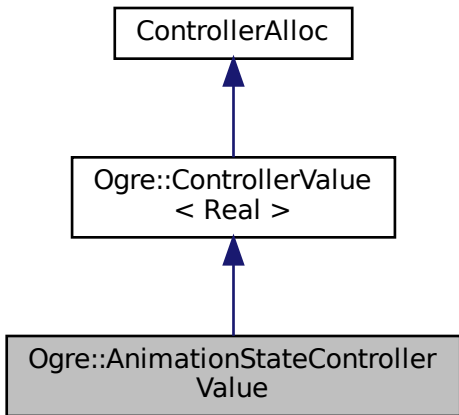 ControllerAlloc
Ogre::ControllerValue
< Real >
Ogre::AnimationStateController
Value